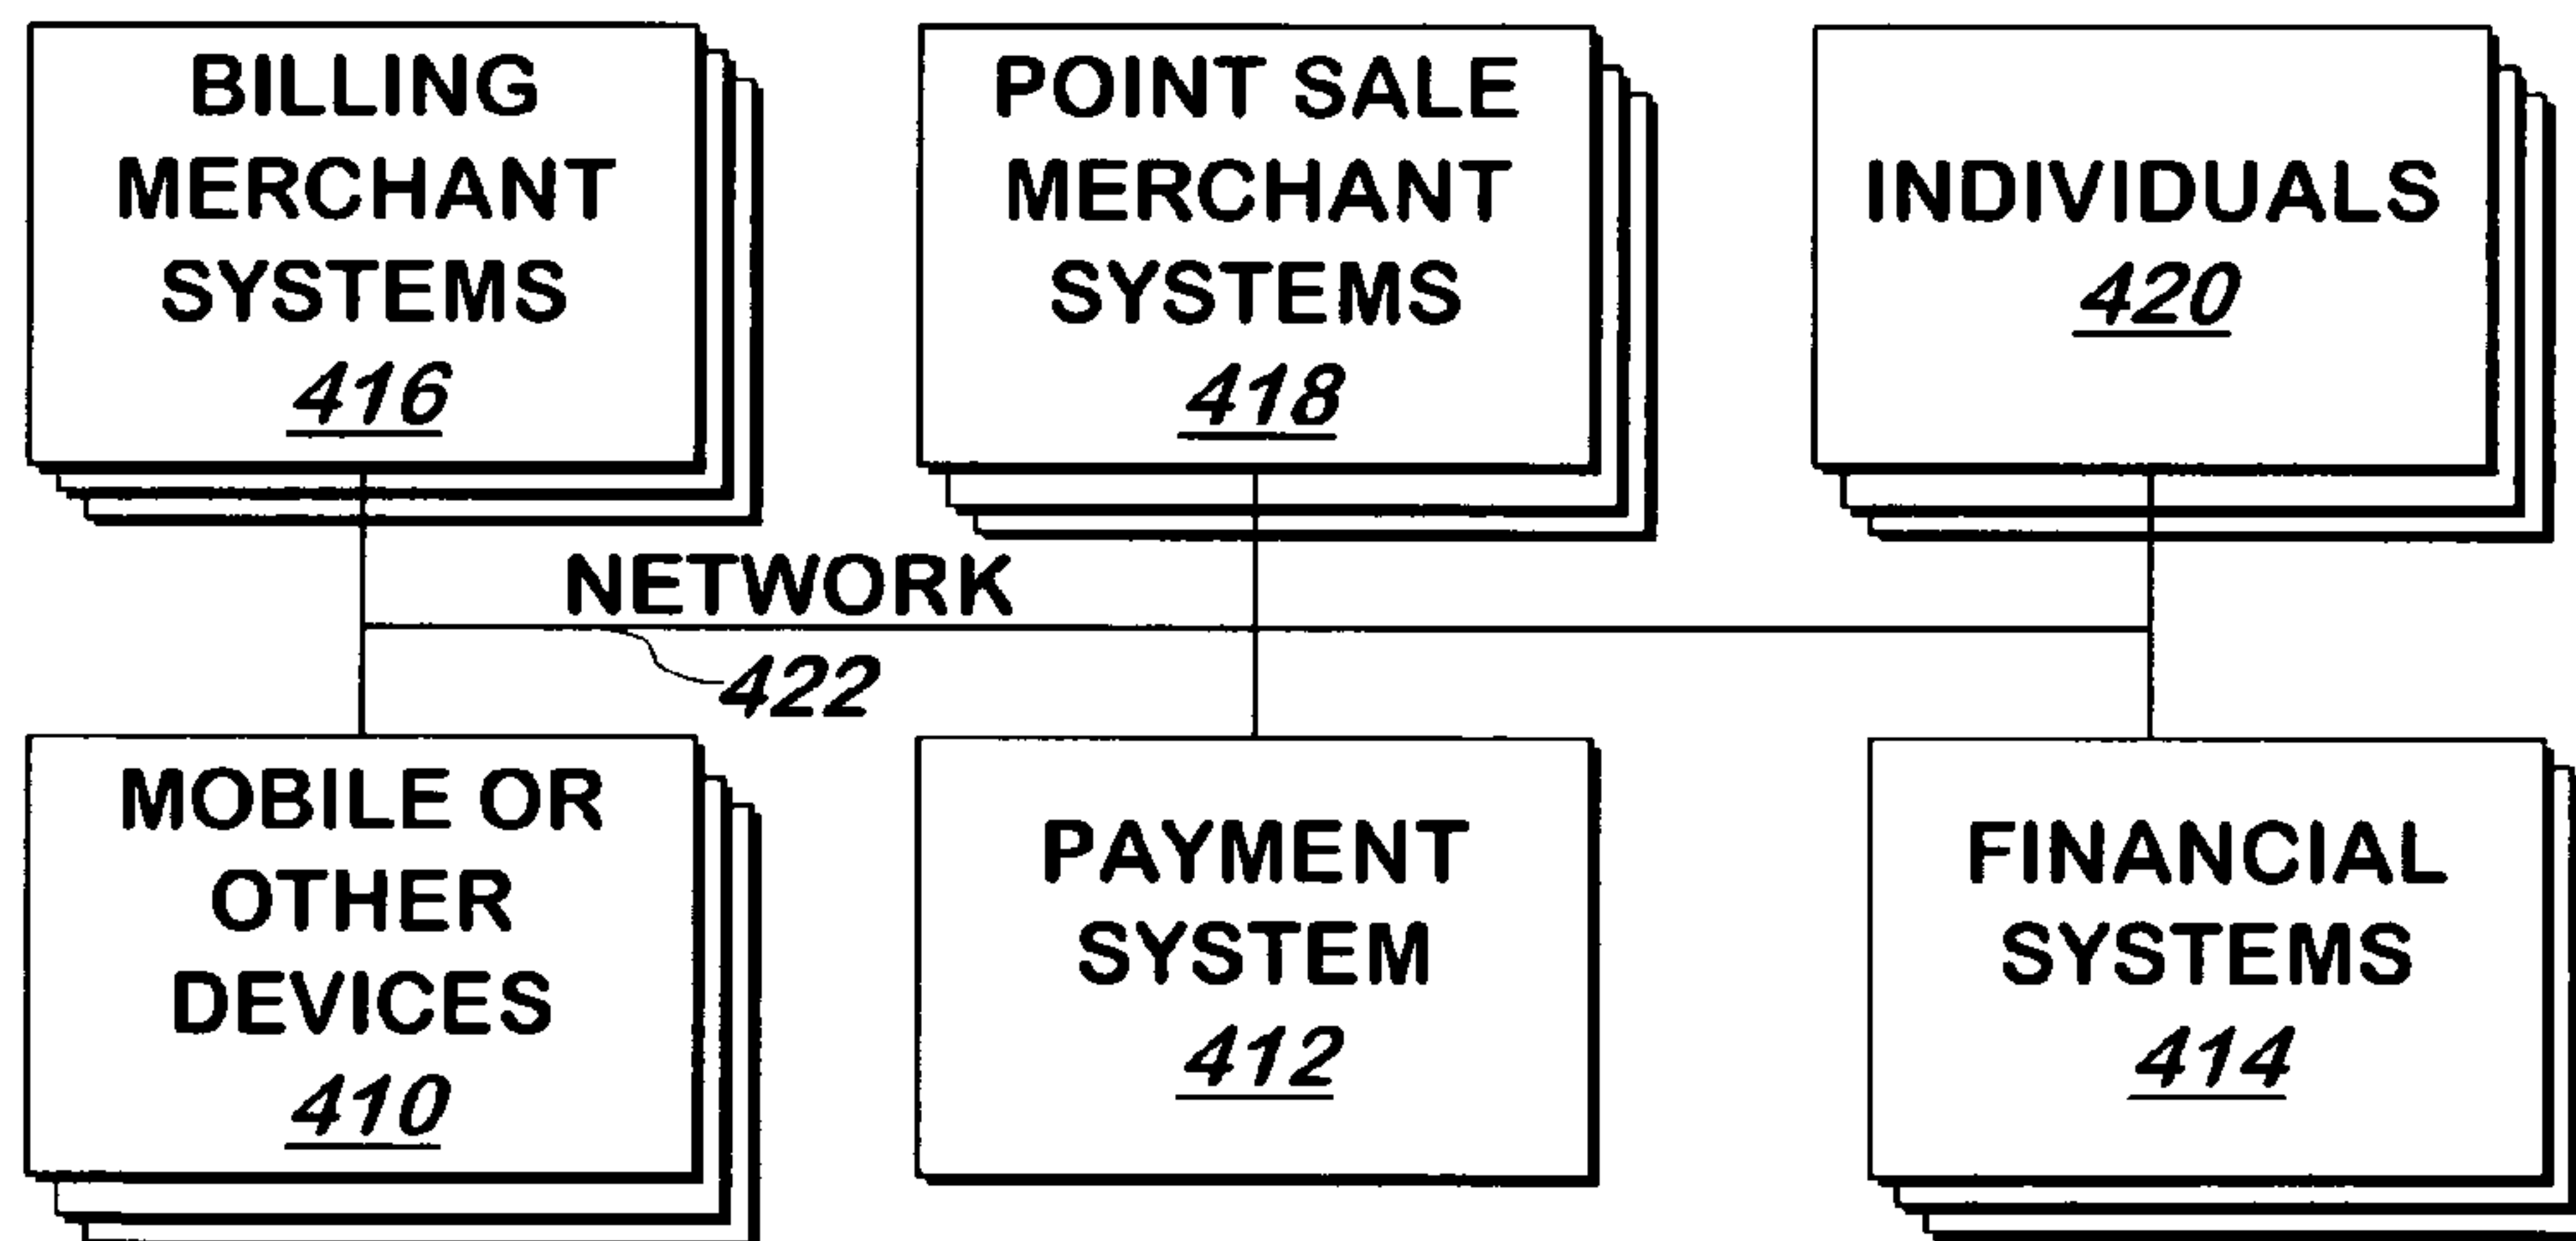 BILLING
MERCHANT
SYSTEMS
416
POINT SALE
MERCHANT
SYSTEMS
418
INDIVIDUALS
420
NETWORK
422
MOBILE OR
OTHER
DEVICES
410
PAYMENT
SYSTEM
412
FINANCIAL
SYSTEMS
414